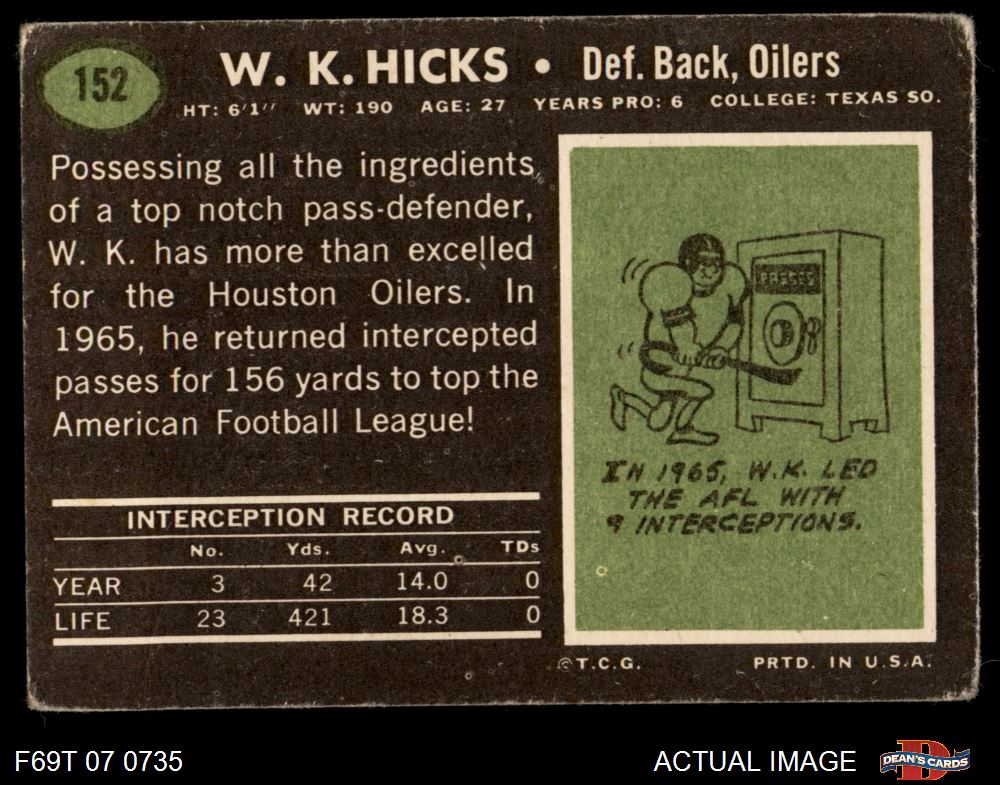 152
W. K. HICKS • Def. Back, Oilers
HT: 6'1'' WT: 190 AGE: 27 YEARS PRO: 6 COLLEGE: TEXAS SO.
Possessing all the ingredients
of a top notch pass-defender,
W. K. has more than excelled
for the Houston Oilers. In
1965, he returned intercepted
passes for 156 yards to top the
American Football League!
INTERCEPTION RECORD
No. Yds. Avg. TDs
YEAR 3 42 14.0 0
LIFE 23 421 18.3 0
PASSES
IN 1965, W.K. LED
THE AFL WITH
9 INTERCEPTIONS.
©T.C.G. PRTD. IN U.S.A.
F69T 07 0735
ACTUAL IMAGE
D
DEAN'S CARDS